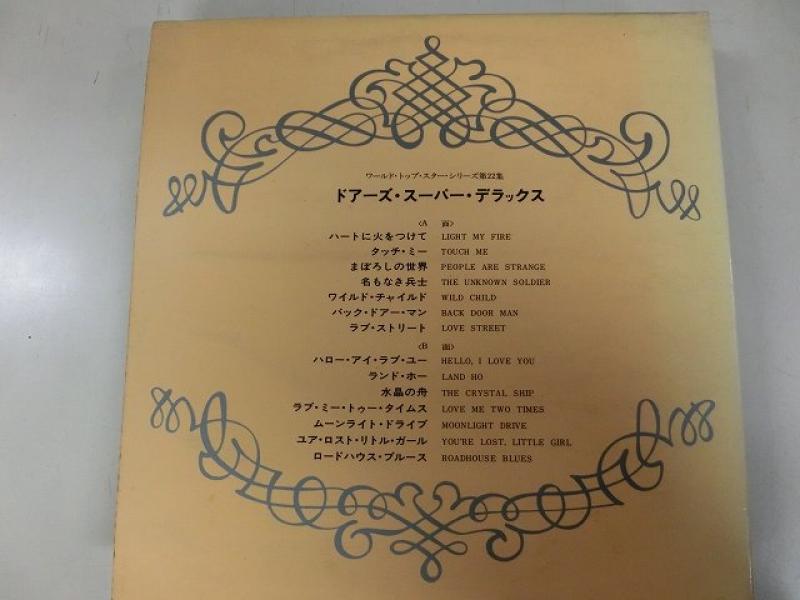 ワールド・トップ・スター・シリーズ第22集
ドアーズ・スーパー・デラックス
〈A 面〉
ハートに火をつけて LIGHT MY FIRE
タッチ・ミー TOUCH ME
まぼろしの世界 PEOPLE ARE STRANGE
名もなき兵士 THE UNKNOWN SOLDIER
ワイルド・チャイルド WILD CHILD
バック・ドアー・マン BACK DOOR MAN
ラブ・ストリート LOVE STREET
〈B 面〉
ハロー・アイ・ラブ・ユー HELLO, I LOVE YOU
ランド・ホー LAND HO
水晶の舟 THE CRYSTAL SHIP
ラブ・ミー・トゥー・タイムス LOVE ME TWO TIMES
ムーンライト・ドライブ MOONLIGHT DRIVE
ユア・ロスト・リトル・ガール YOU'RE LOST, LITTLE GIRL
ロードハウス・ブルース ROADHOUSE BLUES